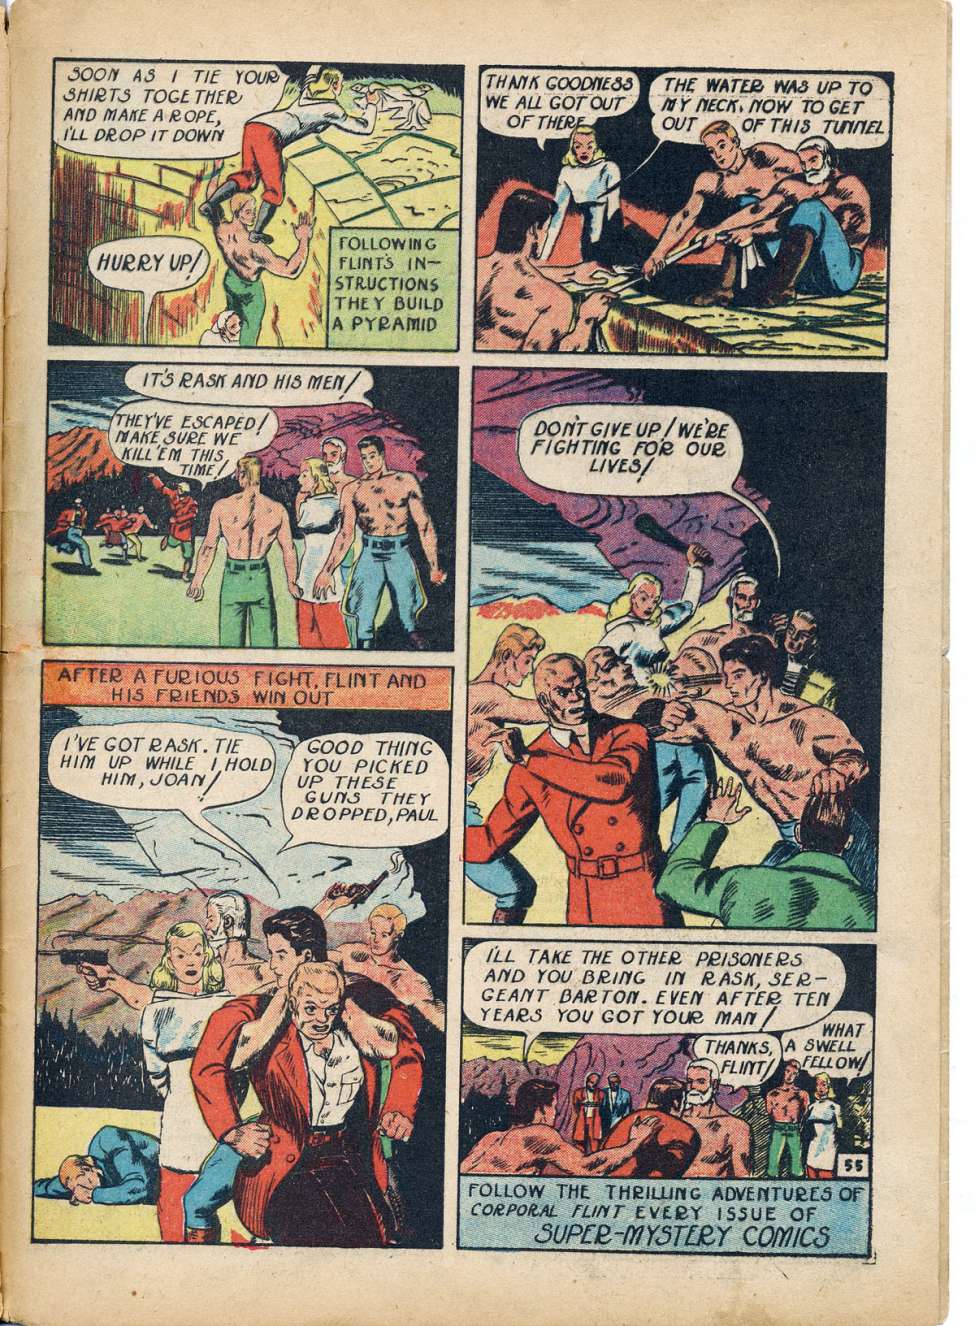 SOON AS I TIE YOUR
SHIRTS TOGETHER
AND MAKE A ROPE,
I'LL DROP IT DOWN
HURRY UP!
FOLLOWING
FLINT'S IN-
STRUCTIONS
THEY BUILD
A PYRAMID
THANK GOODNESS
WE ALL GOT OUT
OF THERE
THE WATER WAS UP TO
MY NECK, NOW TO GET
OUT OF THIS TUNNEL
IT'S RASK AND HIS MEN!
THEY'VE ESCAPED!
MAKE SURE WE
KILL 'EM THIS
TIME!
DON'T GIVE UP! WE'RE
FIGHTING FOR OUR
LIVES!
AFTER A FURIOUS FIGHT, FLINT AND
HIS FRIENDS WIN OUT
I'VE GOT RASK. TIE
HIM UP WHILE I HOLD
HIM, JOAN!
GOOD THING
YOU PICKED
UP THESE
GUNS THEY
DROPPED, PAUL
I'LL TAKE THE OTHER PRISONERS
AND YOU BRING IN RASK, SER-
GEANT BARTON. EVEN AFTER TEN
YEARS YOU GOT YOUR MAN!
THANKS,
FLINT!
WHAT
A SWELL
FELLOW!
55
FOLLOW THE THRILLING ADVENTURES OF
CORPORAL FLINT EVERY ISSUE OF
SUPER-MYSTERY COMICS